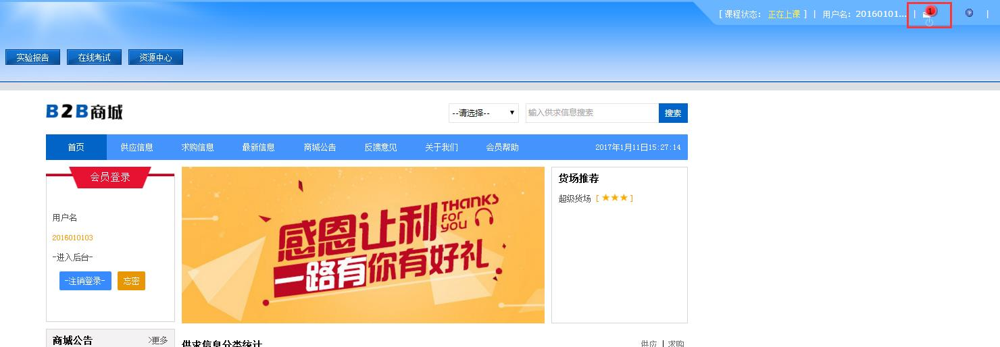 [ 课程状态： 正在上课 ] | 用户名：20160101... | 1 ? |
实验报告 在线考试 资源中心
B2B商城
--请选择-- 输入供求信息搜索 搜索
首页 供应信息 求购信息 最新信息 商城公告 反馈意见 关于我们 会员帮助 2017年1月11日15:27:14
会员登录
用户名
2016010103
-进入后台-
-注销登录- 忘密
THANKS
FOR
YOU
感恩让利
一路有你有好礼
货场推荐
超级货场 [ ★★★ ]
商城公告 >更多
供求信息分类统计 供应 | 求购